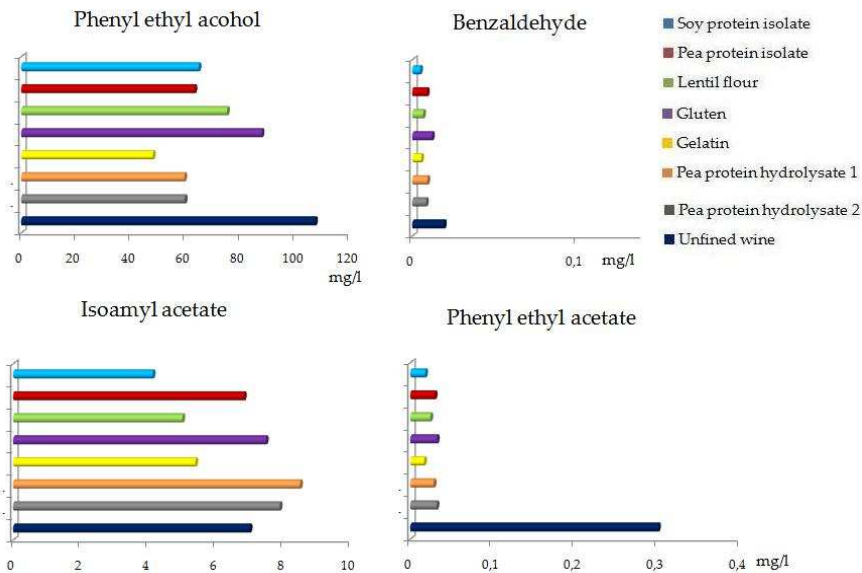 Phenyl ethyl acohol
0 20 40 60 80 100 120
mg/l
Benzaldehyde
0 0,1
mg/l
Soy protein isolate
Pea protein isolate
Lentil flour
Gluten
Gelatin
Pea protein hydrolysate 1
Pea protein hydrolysate 2
Unfined wine
Isoamyl acetate
0 2 4 6 8 10
Phenyl ethyl acetate
0 0,1 0,2 0,3 0,4
mg/l